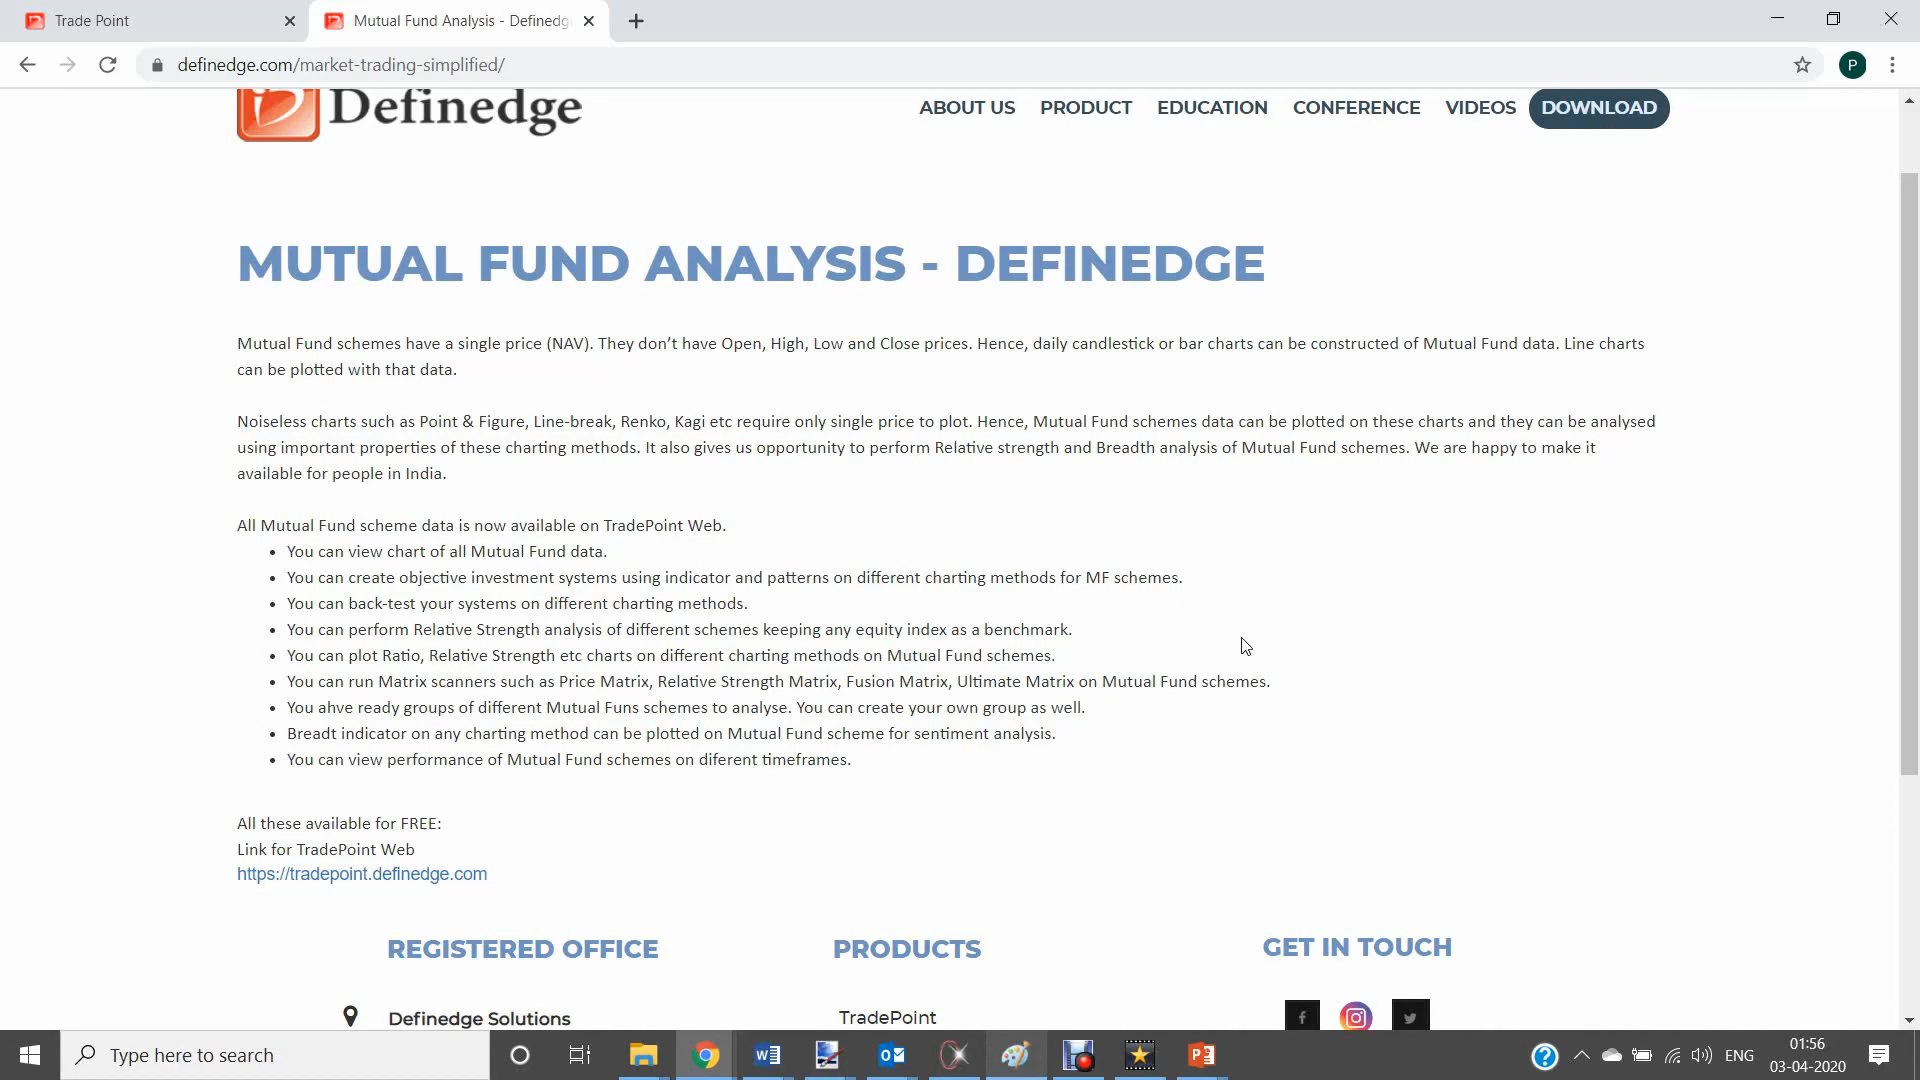 Trade Point
Mutual Fund Analysis - Definedg
definedge.com/market-trading-simplified/
P
Definedge
ABOUT US PRODUCT EDUCATION CONFERENCE VIDEOS DOWNLOAD
MUTUAL FUND ANALYSIS - DEFINEDGE
Mutual Fund schemes have a single price (NAV). They don’t have Open, High, Low and Close prices. Hence, daily candlestick or bar charts can be constructed of Mutual Fund data. Line charts
can be plotted with that data.
Noiseless charts such as Point & Figure, Line-break, Renko, Kagi etc require only single price to plot. Hence, Mutual Fund schemes data can be plotted on these charts and they can be analysed
using important properties of these charting methods. It also gives us opportunity to perform Relative strength and Breadth analysis of Mutual Fund schemes. We are happy to make it
available for people in India.
All Mutual Fund scheme data is now available on TradePoint Web.
• You can view chart of all Mutual Fund data.
• You can create objective investment systems using indicator and patterns on different charting methods for MF schemes.
• You can back-test your systems on different charting methods.
• You can perform Relative Strength analysis of different schemes keeping any equity index as a benchmark.
• You can plot Ratio, Relative Strength etc charts on different charting methods on Mutual Fund schemes.
• You can run Matrix scanners such as Price Matrix, Relative Strength Matrix, Fusion Matrix, Ultimate Matrix on Mutual Fund schemes.
• You ahve ready groups of different Mutual Funs schemes to analyse. You can create your own group as well.
• Breadt indicator on any charting method can be plotted on Mutual Fund scheme for sentiment analysis.
• You can view performance of Mutual Fund schemes on diferent timeframes.
All these available for FREE:
Link for TradePoint Web
https://tradepoint.definedge.com
REGISTERED OFFICE PRODUCTS GET IN TOUCH
Definedge Solutions TradePoint
Type here to search
ENG
01:56
03-04-2020